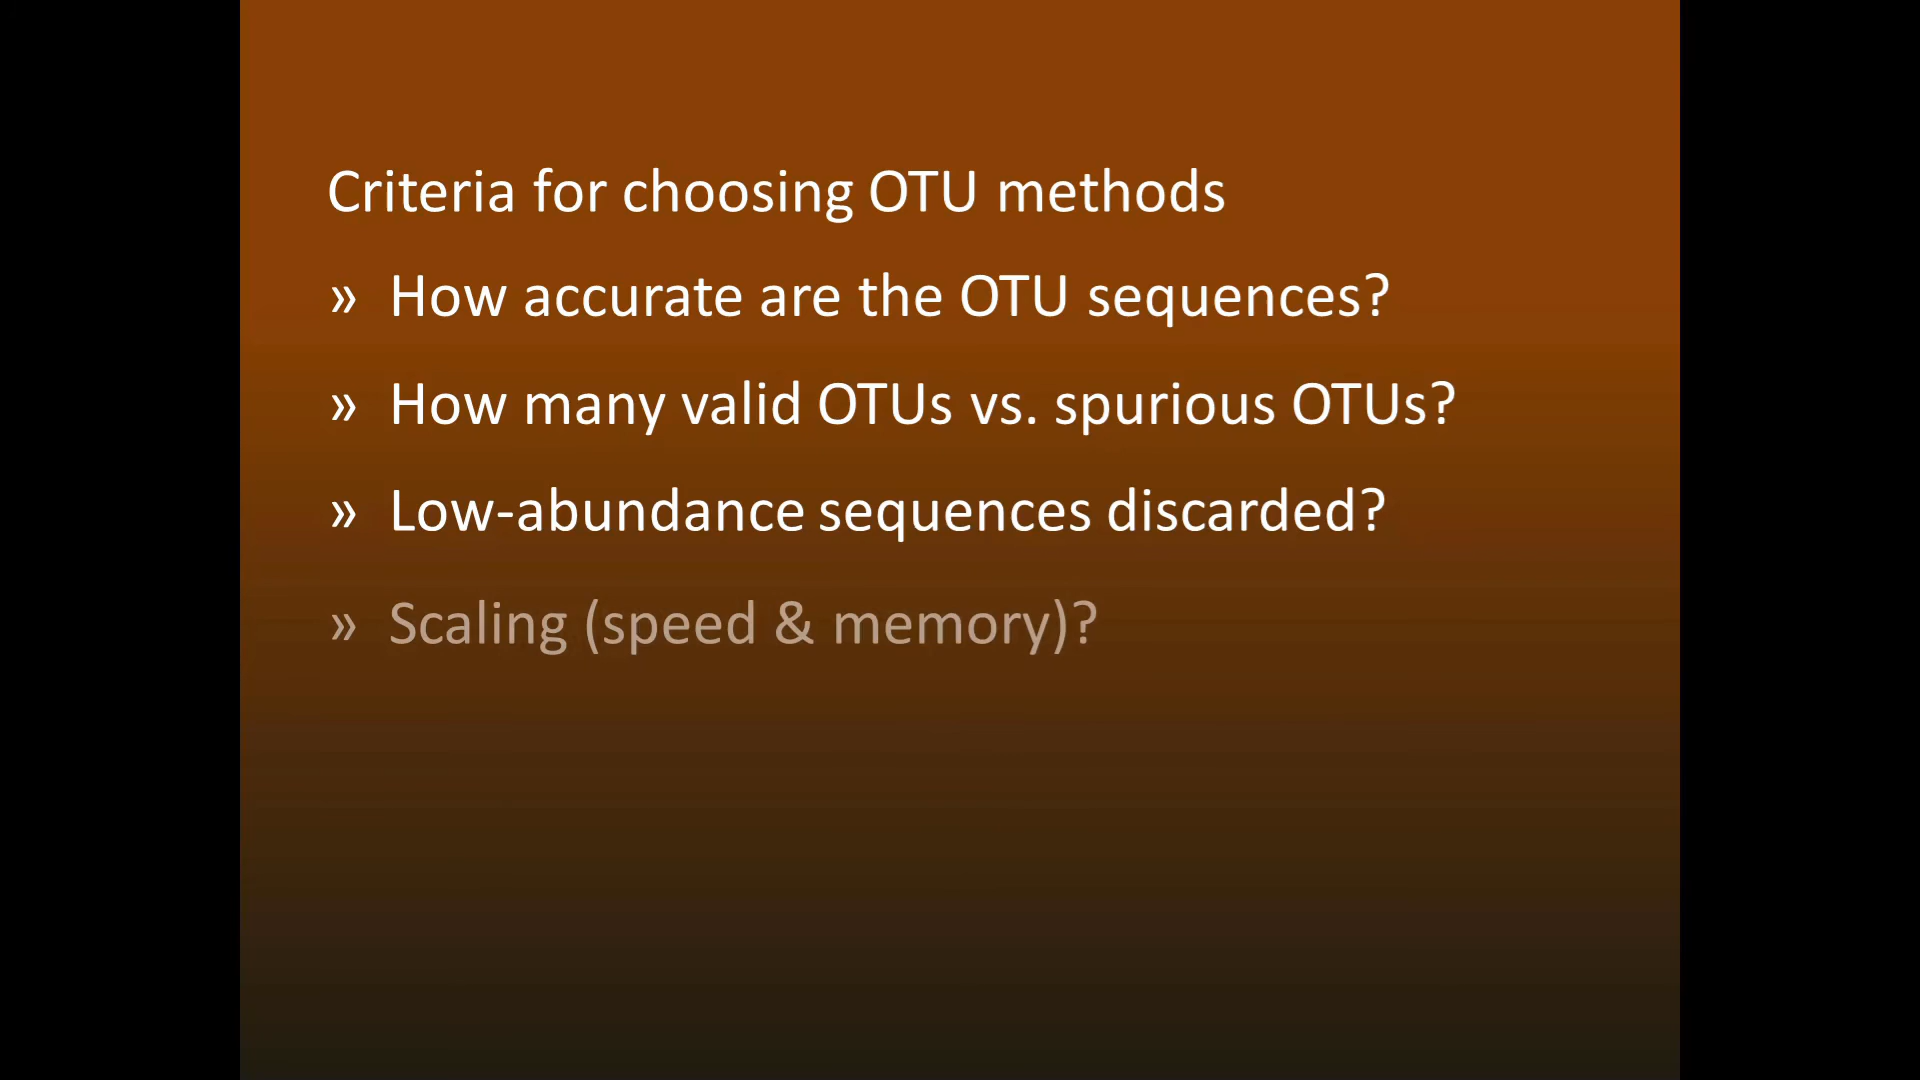 Criteria for choosing OTU methods
» How accurate are the OTU sequences?
» How many valid OTUs vs. spurious OTUs?
» Low-abundance sequences discarded?
» Scaling (speed & memory)?